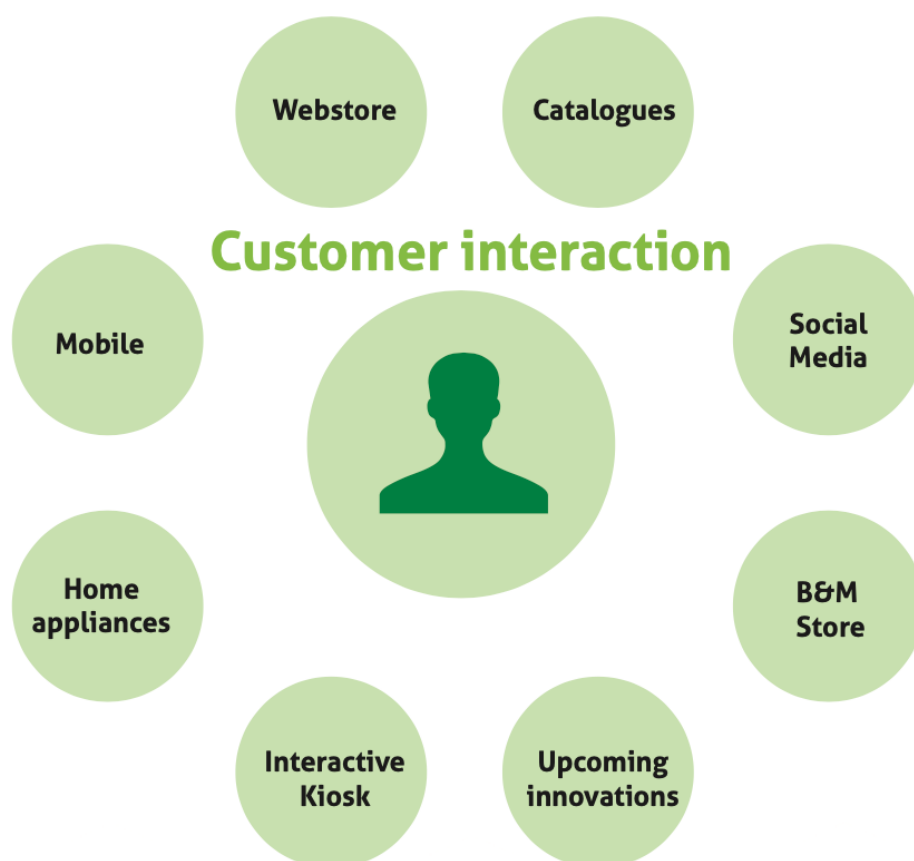 Webstore
Catalogues
Customer interaction
Mobile
Social
Media
Home
appliances
B&M
Store
Interactive
Kiosk
Upcoming
innovations